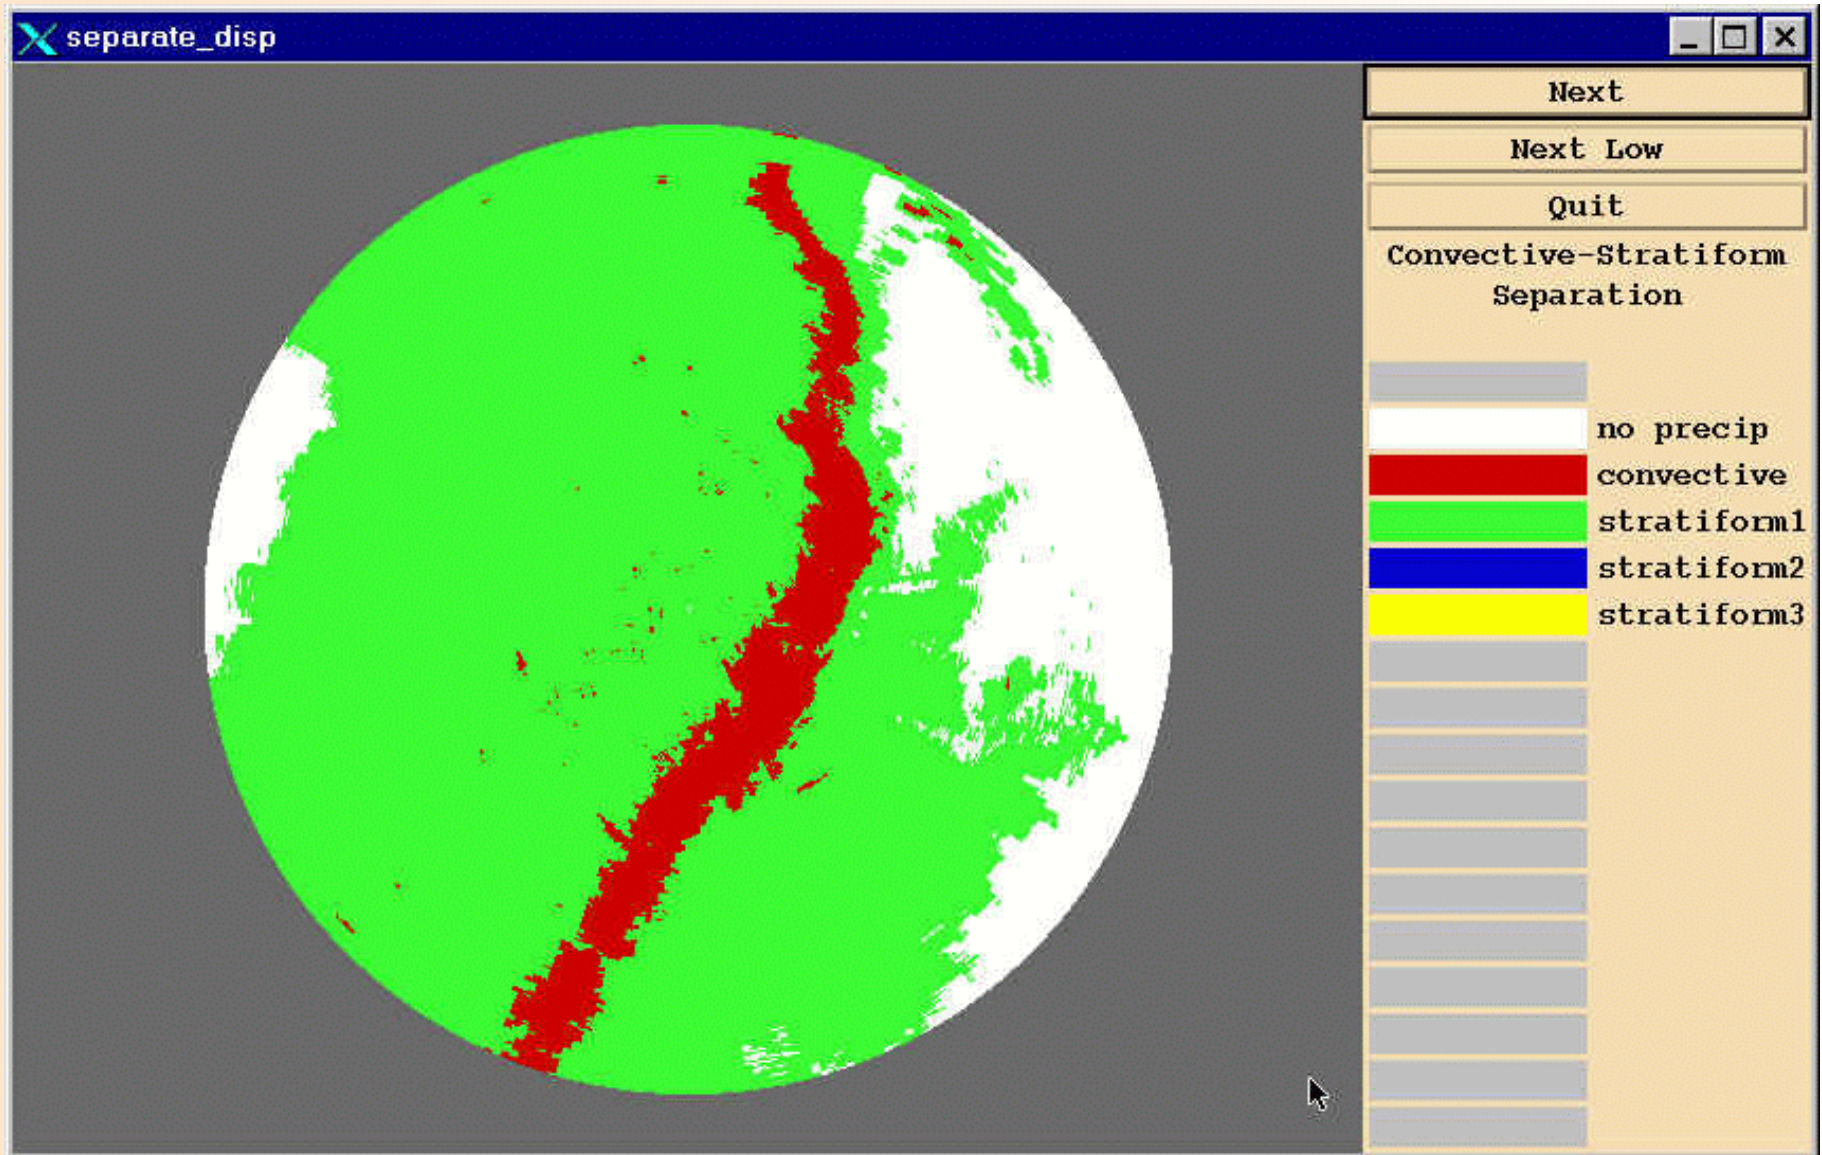 separate_disp
Next
Next Low
Quit
Convective-Stratiform
Separation
no precip
convective
stratiform1
stratiform2
stratiform3